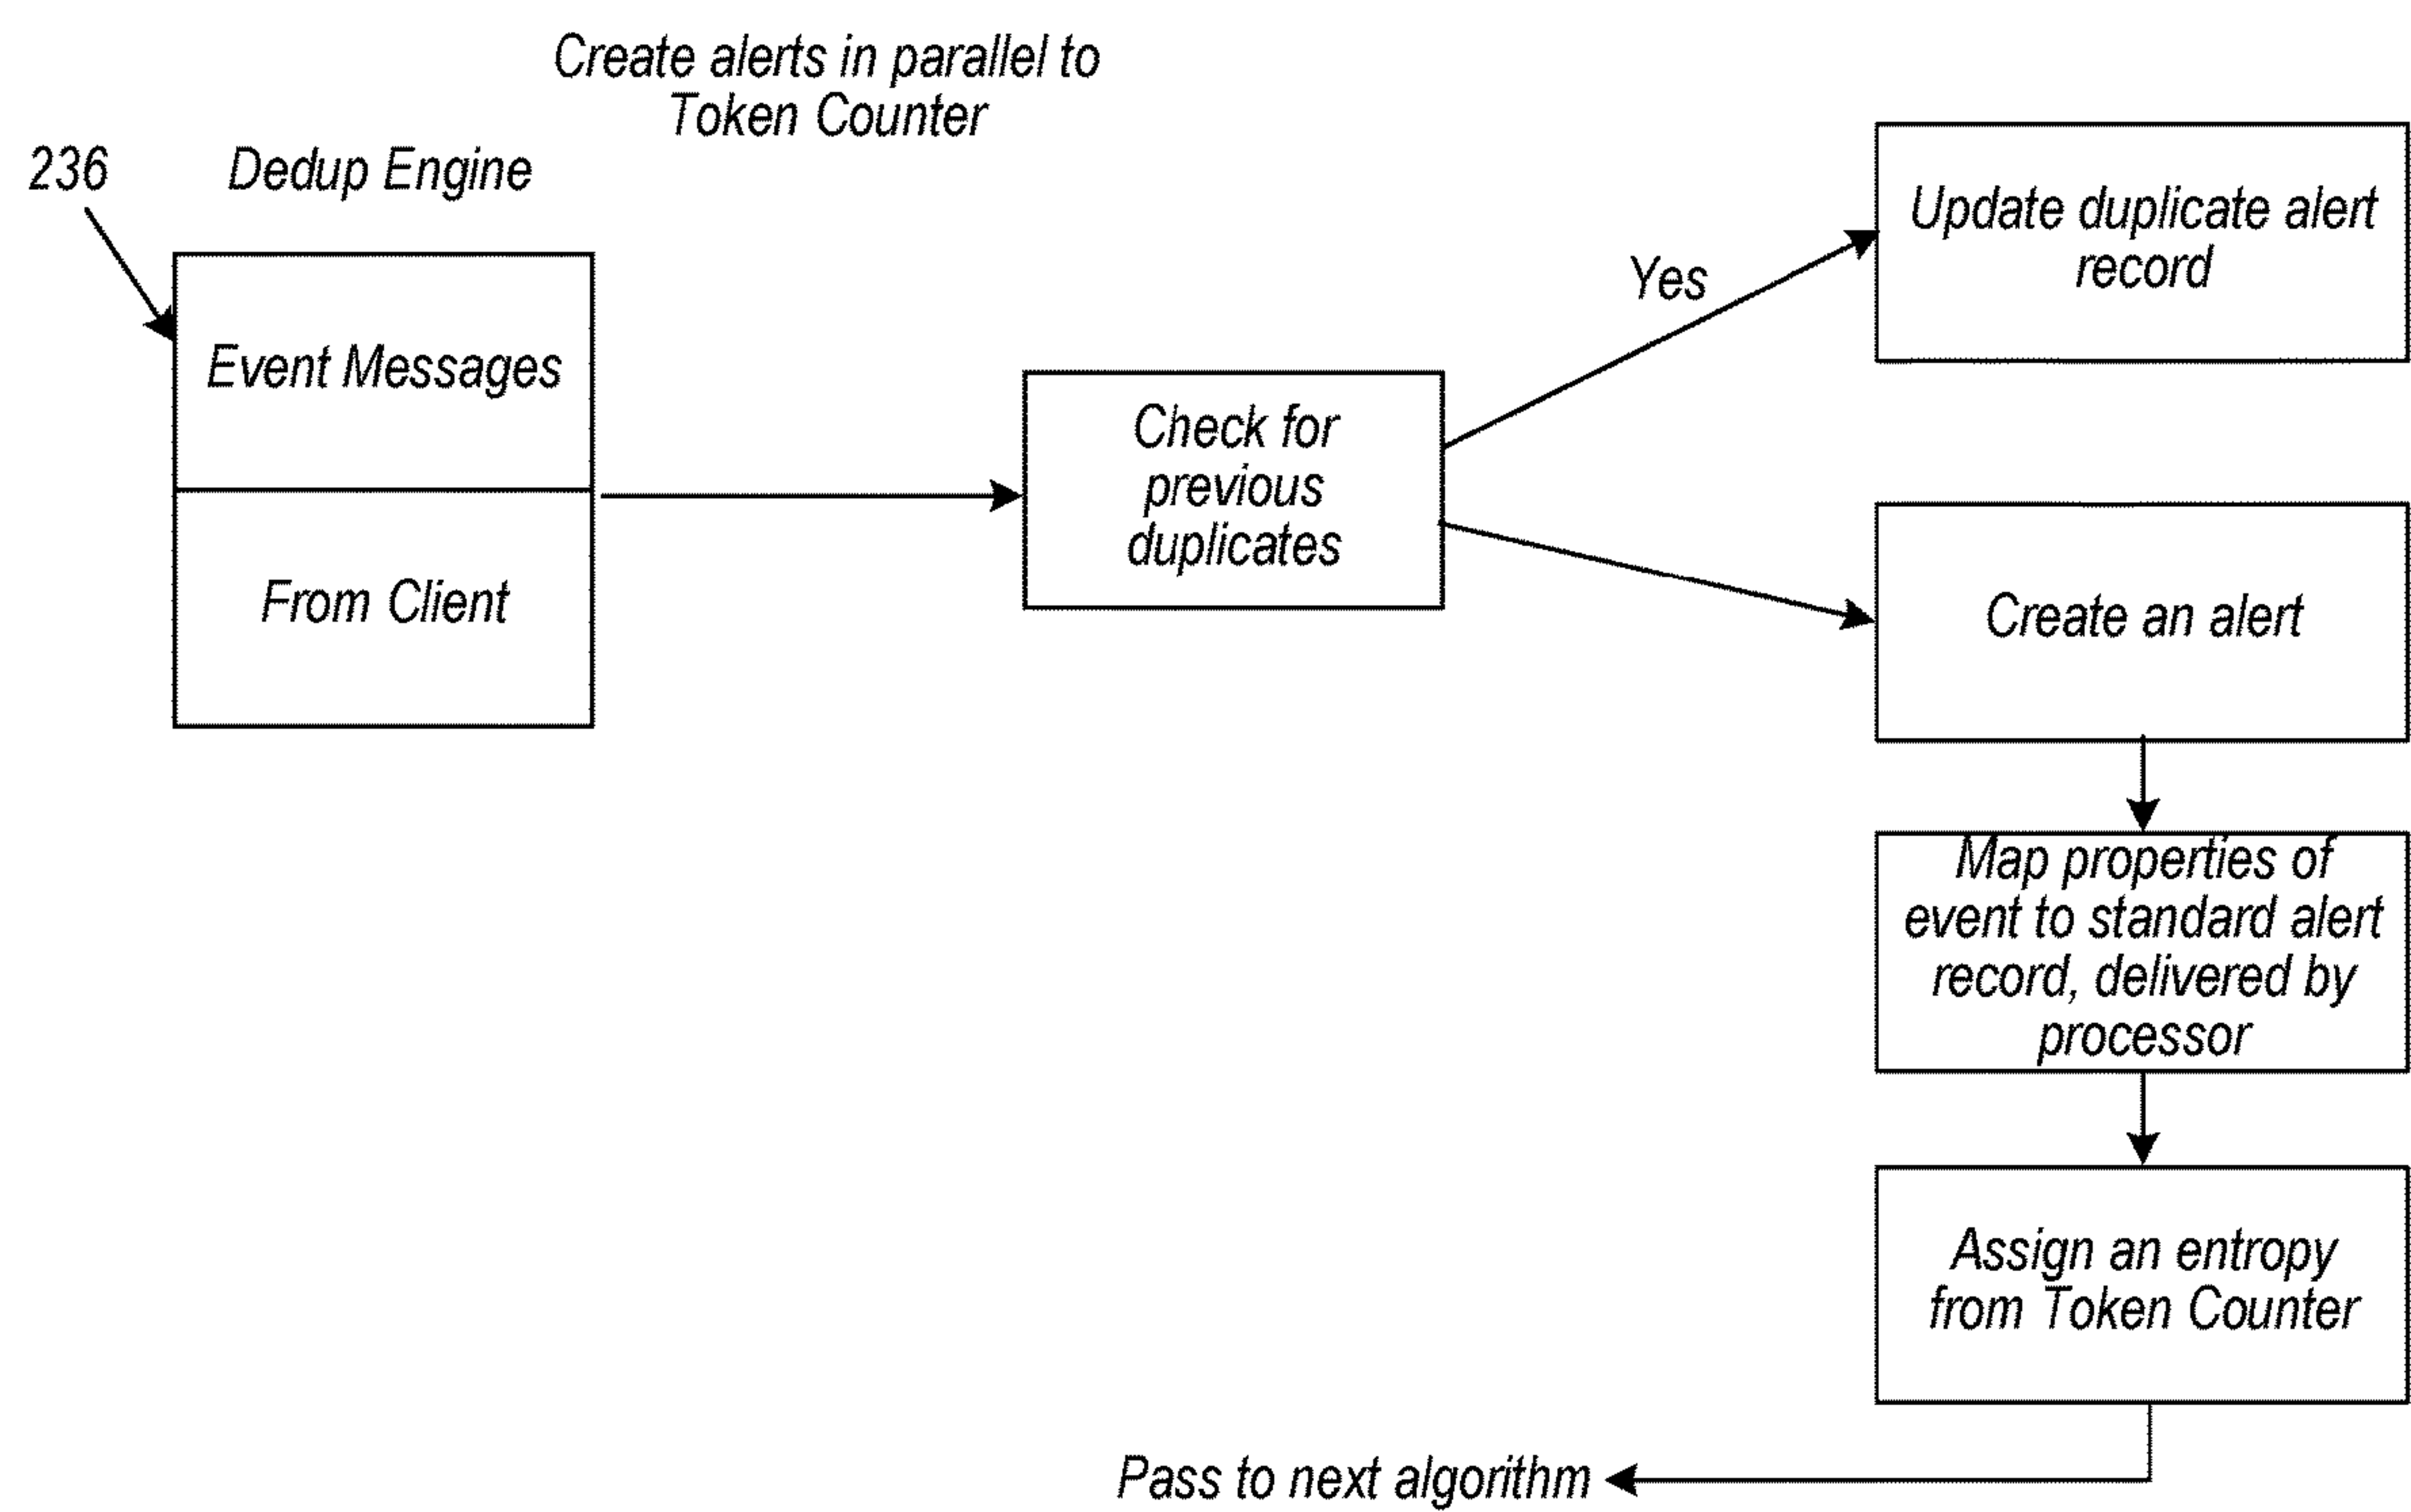 Create alerts in parallel to
Token Counter
236
Dedup Engine
Event Messages
From Client
Check for
previous
duplicates
Yes
Update duplicate alert
record
Create an alert
Map properties of
event to standard alert
record, delivered by
processor
Assign an entropy
from Token Counter
Pass to next algorithm